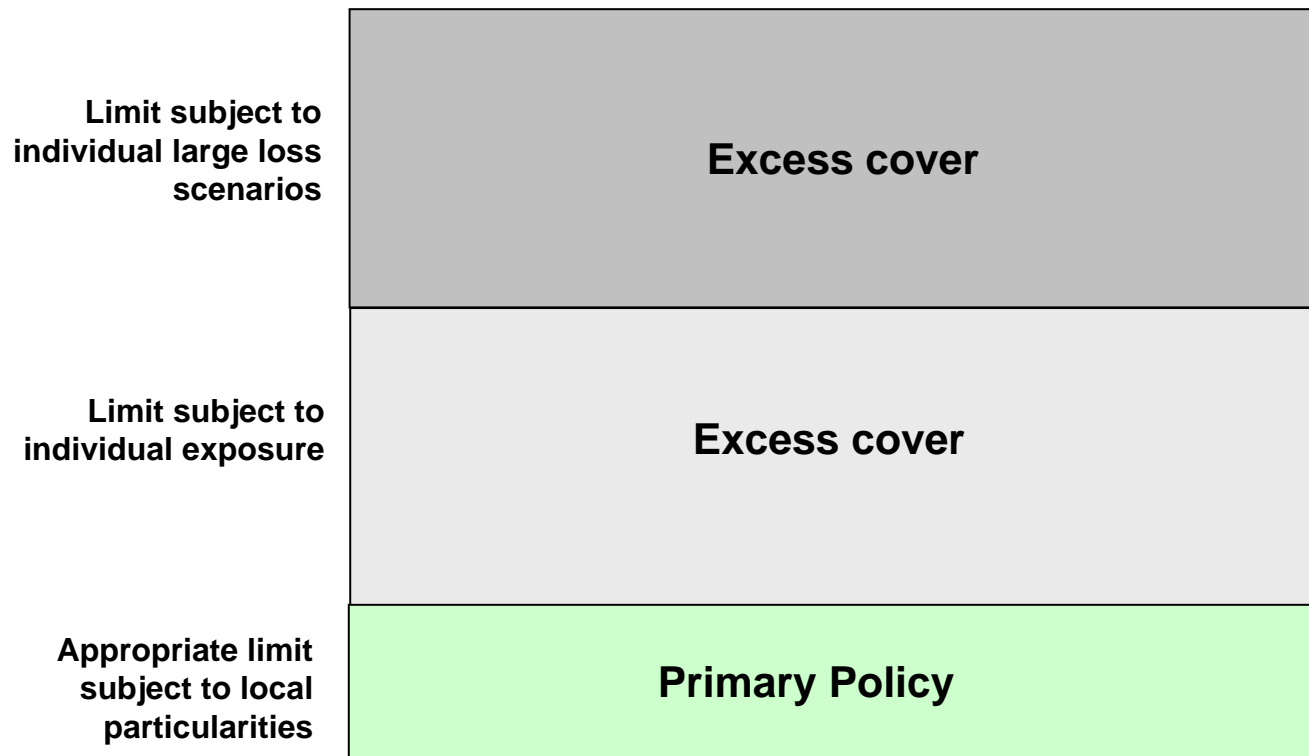 Limit subject to
individual large loss
scenarios
Excess cover
Limit subject to
individual exposure
Excess cover
Appropriate limit
subject to local
particularities
Primary Policy